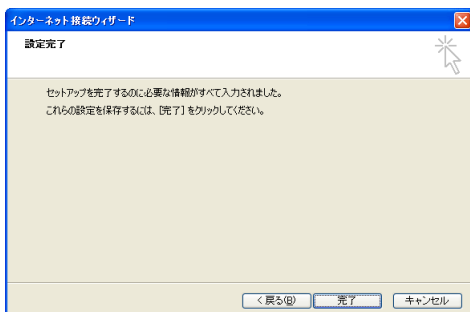 インターネット接続ウィザード
設定完了
セットアップを完了するのに必要な情報がすべて入力されました。
これらの設定を保存するには、[完了] をクリックしてください。
< 戻る(B) 完了 キャンセル